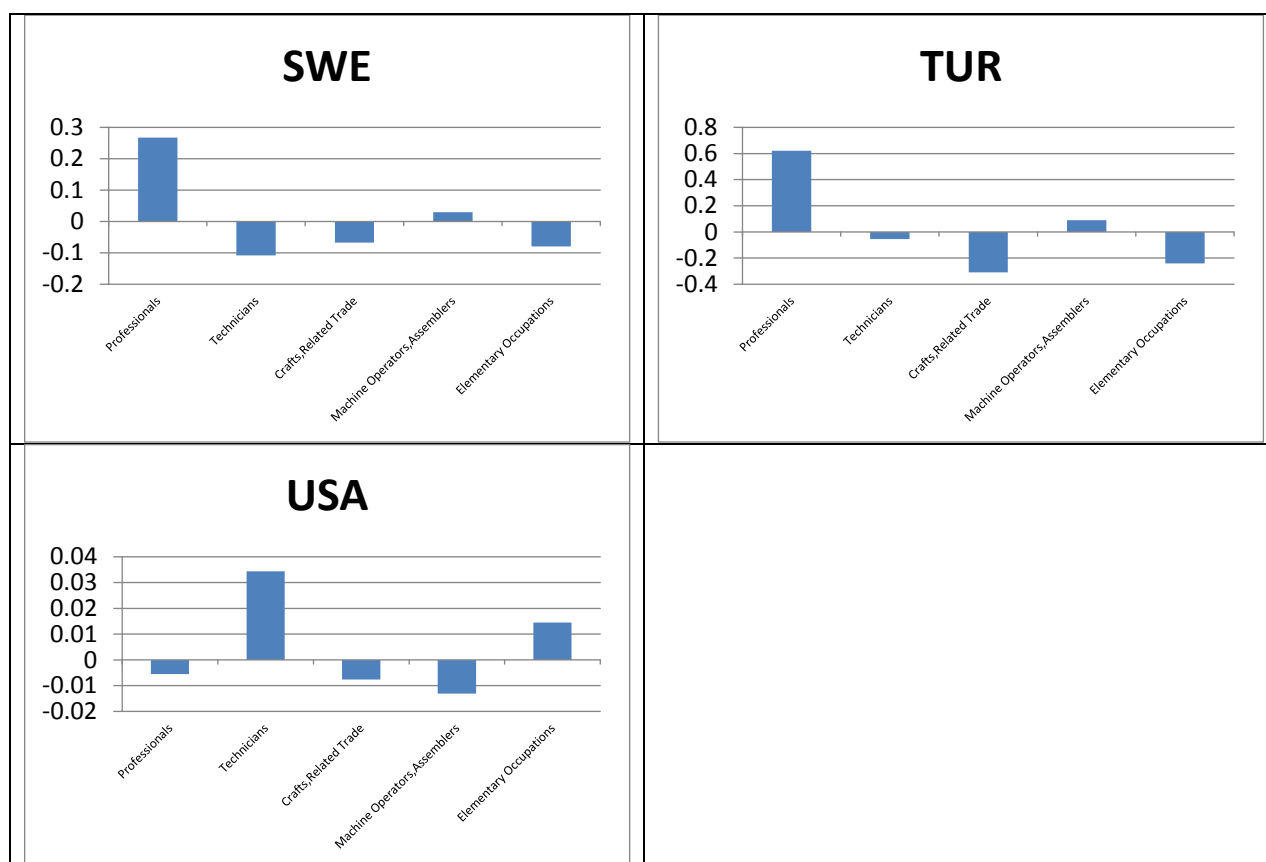 SWE
0.3
0.2
0.1
0
-0.1
-0.2
Professionals
Technicians
Crafts,Related Trade
Machine Operators,Assemblers
Elementary Occupations
TUR
0.8
0.6
0.4
0.2
0
-0.2
-0.4
Professionals
Technicians
Crafts,Related Trade
Machine Operators,Assemblers
Elementary Occupations
USA
0.04
0.03
0.02
0.01
0
-0.01
-0.02
Professionals
Technicians
Crafts,Related Trade
Machine Operators,Assemblers
Elementary Occupations